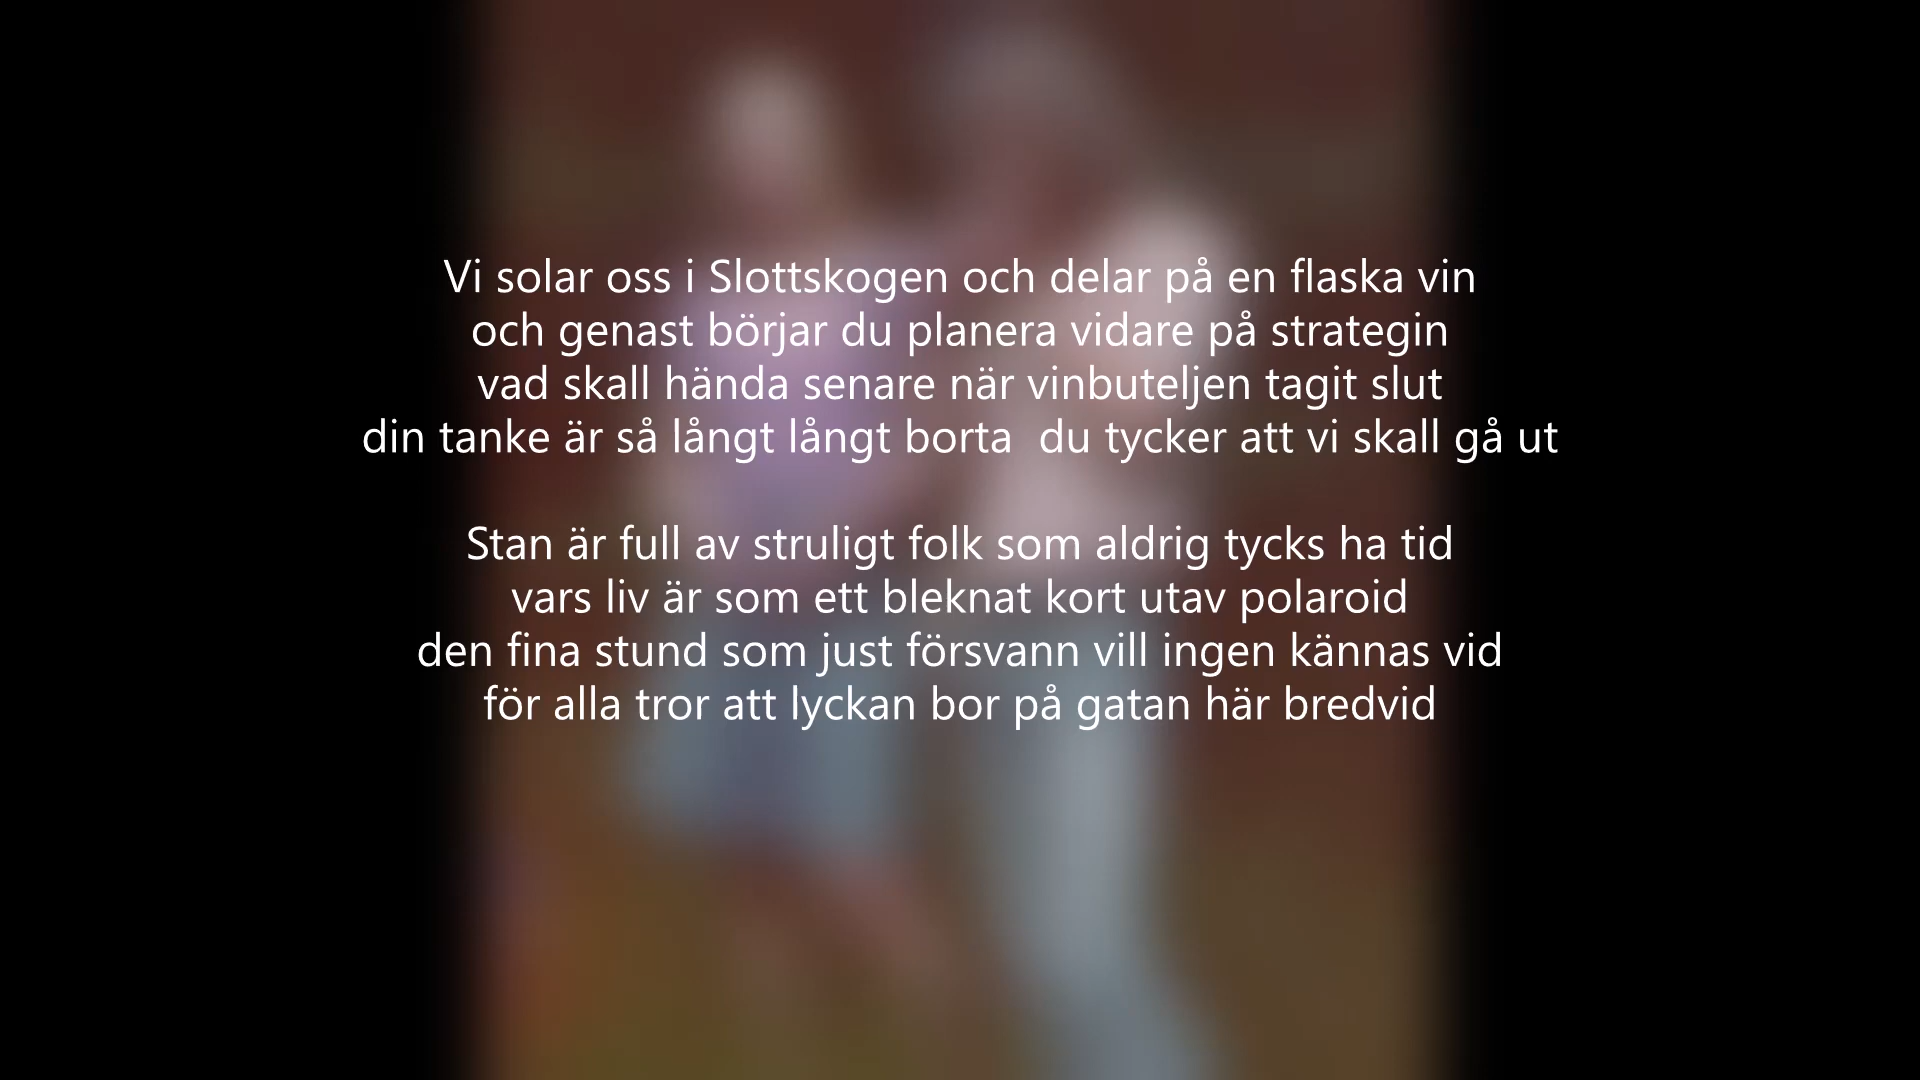 Vi solar oss i Slottskogen och delar på en flaska vin
och genast börjar du planera vidare på strategin
vad skall hända senare när vinbuteljen tagit slut
din tanke är så långt långt borta  du tycker att vi skall gå ut
Stan är full av struligt folk som aldrig tycks ha tid
vars liv är som ett bleknat kort utav polaroid
den fina stund som just försvann vill ingen kännas vid
för alla tror att lyckan bor på gatan här bredvid